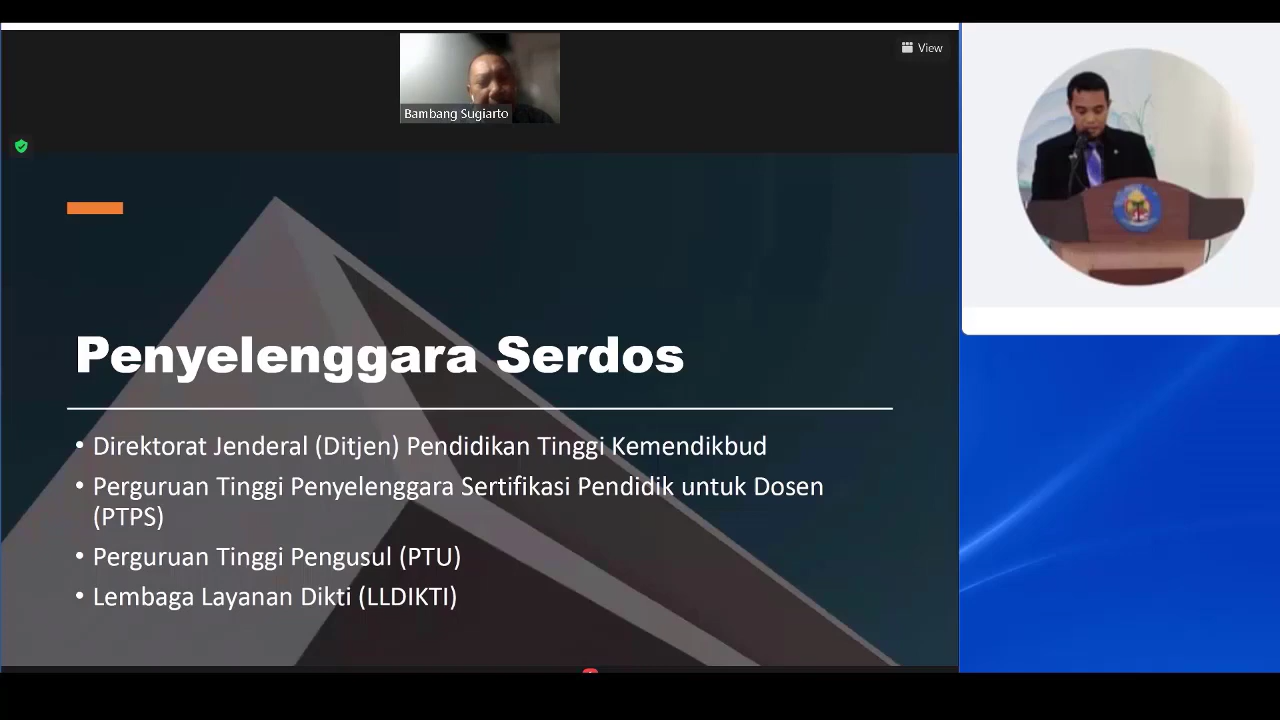 View
Bambang Sugiarto
Penyelenggara Serdos
• Direktorat Jenderal (Ditjen) Pendidikan Tinggi Kemendikbud
• Perguruan Tinggi Penyelenggara Sertifikasi Pendidik untuk Dosen
(PTPS)
• Perguruan Tinggi Pengusul (PTU)
• Lembaga Layanan Dikti (LLDIKTI)